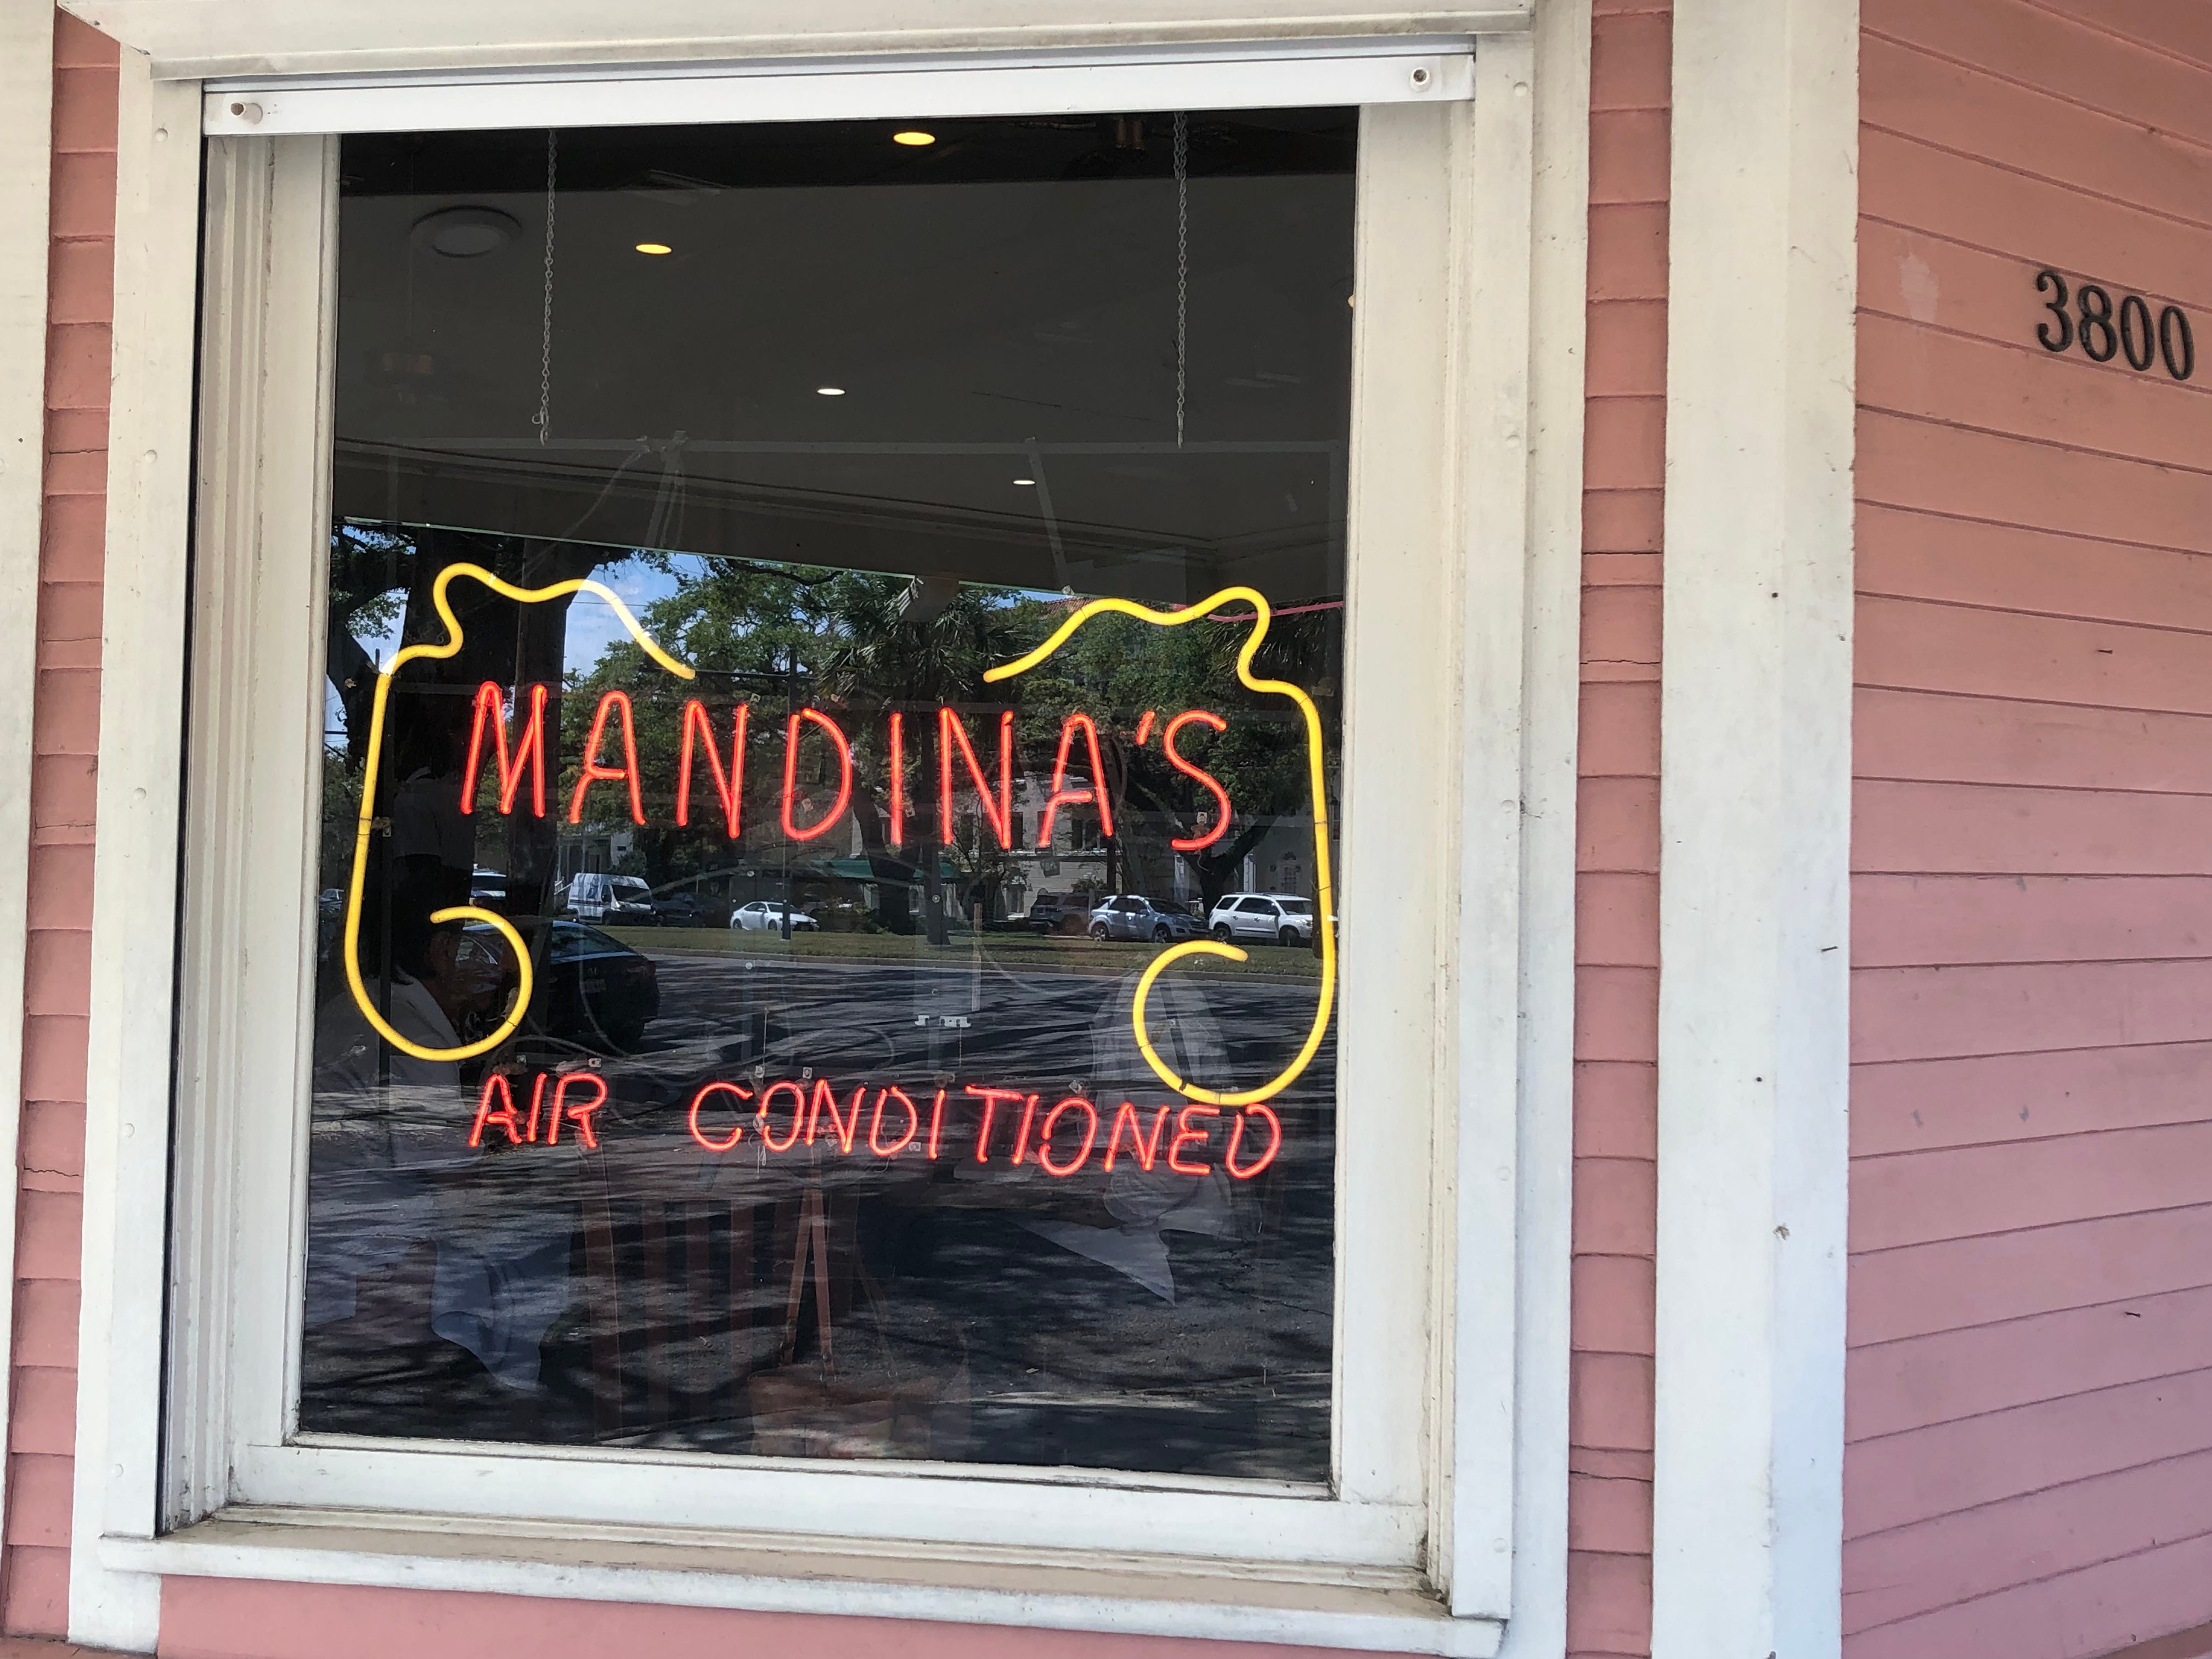 MANDINA'S
AIR CONDITIONED
3800